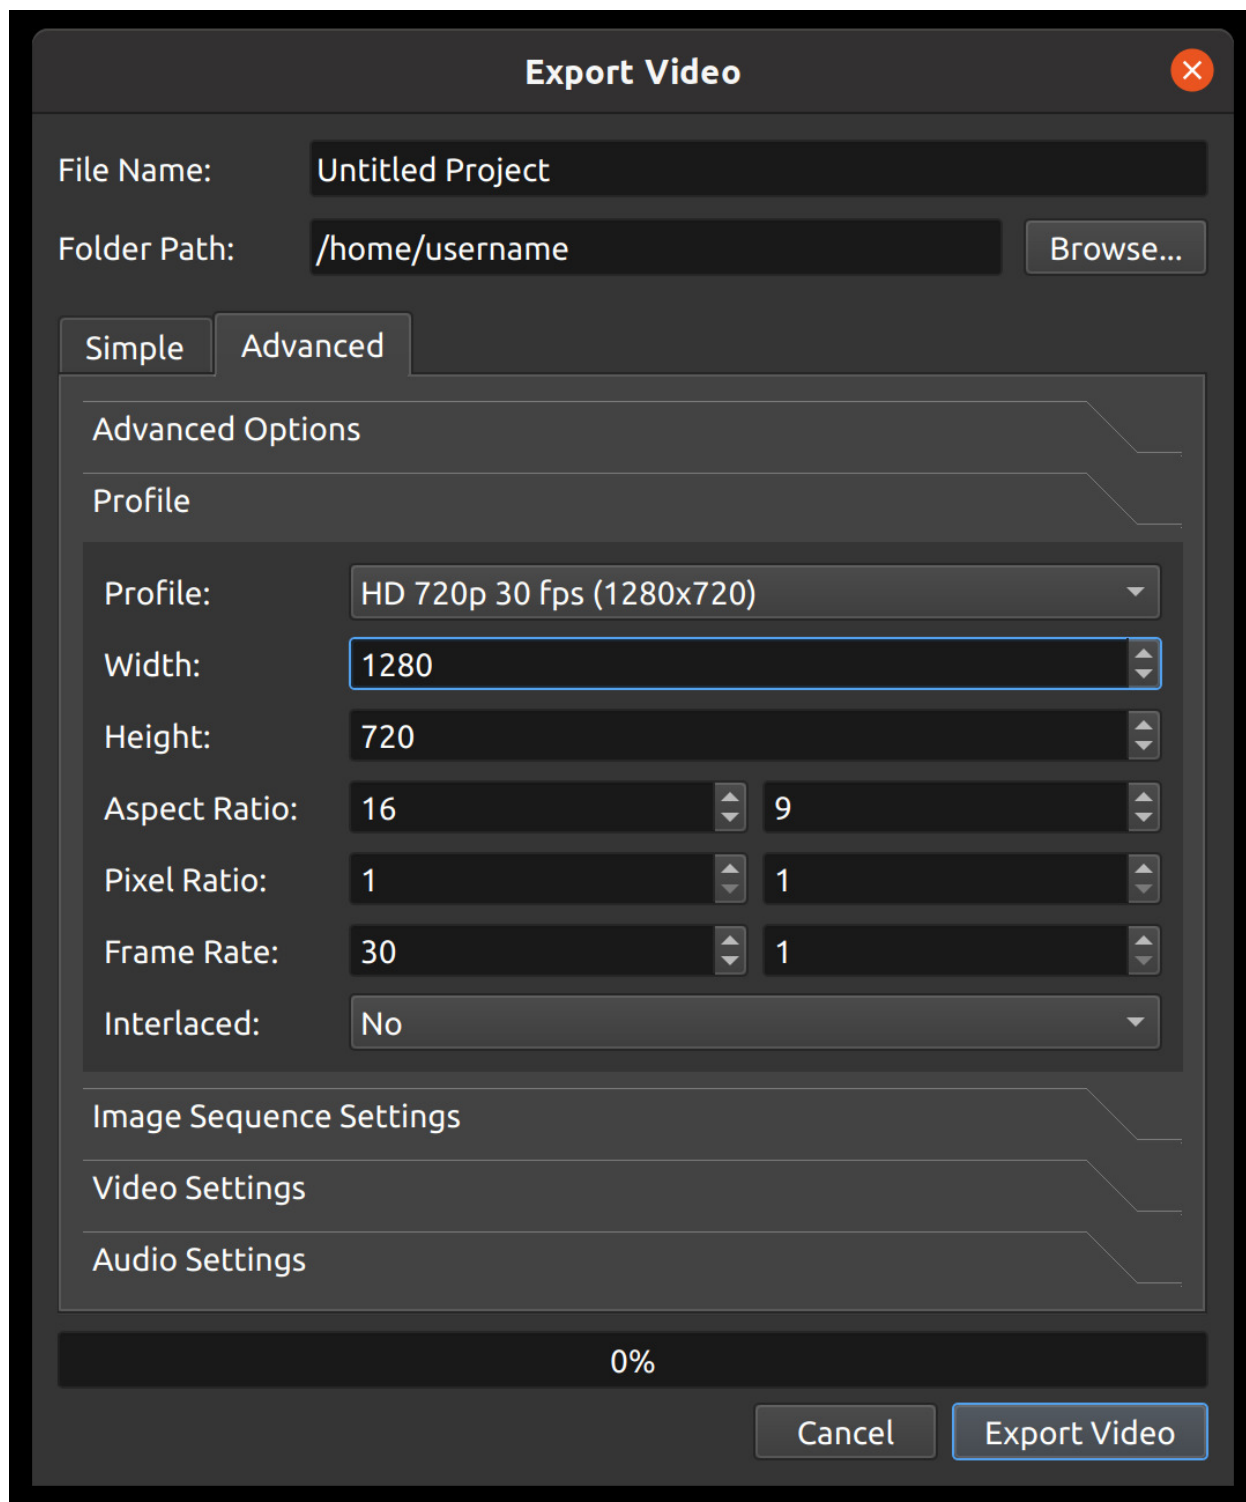 Export Video
File Name: Untitled Project
Folder Path: /home/username Browse...
Simple Advanced
Advanced Options
Profile
Profile: HD 720p 30 fps (1280x720)
Width: 1280
Height: 720
Aspect Ratio: 16 9
Pixel Ratio: 1 1
Frame Rate: 30 1
Interlaced: No
Image Sequence Settings
Video Settings
Audio Settings
0%
Cancel Export Video